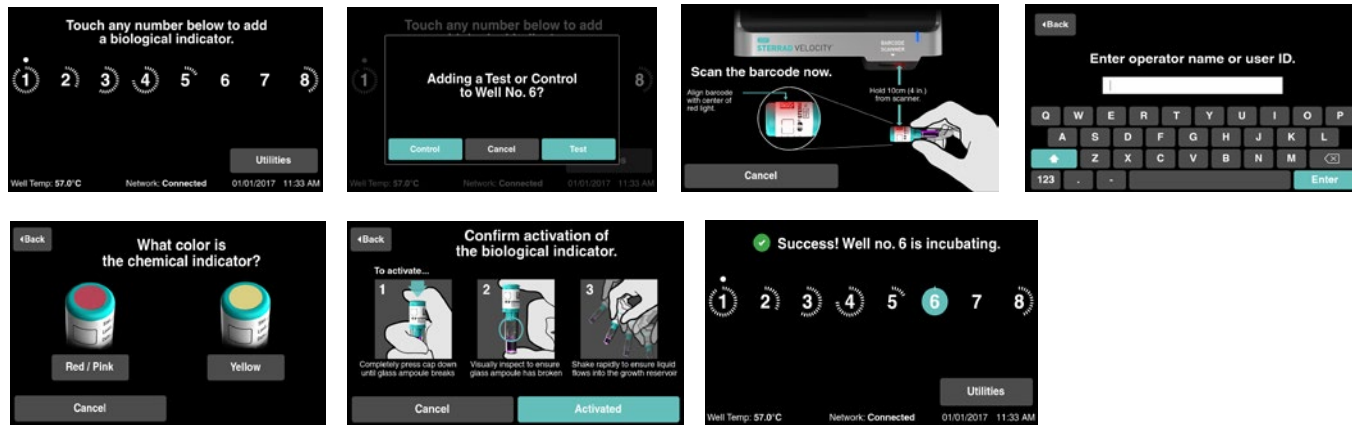 Touch any number below to add
a biological indicator.
1 2 3 4 5 6 7 8
Utilities
Well Temp: 57.0°C Network: Connected 01/01/2017 11:33 AM
Touch any number below to add
1 8
Adding a Test or Control
to Well No. 6?
Control Cancel Test
Well Temp: 57.0°C Network: Connected 01/01/2017 11:33 AM
STERRAD VELOCITY
BARCODE
SCANNER
Scan the barcode now.
Align barcode
with center of
red light.
Hold 10cm (4 in.)
from scanner.
Cancel
Back
Enter operator name or user ID.
Q W E R T Y U I O P
A S D F G H J K L
Z X C V B N M
123 . - Enter
Back
What color is
the chemical indicator?
Red / Pink Yellow
Cancel
Back
Confirm activation of
the biological indicator.
To activate...
1 2 3
Completely press cap down
until glass ampoule breaks
Visually inspect to ensure
glass ampoule has broken
Shake rapidly to ensure liquid
flows into the growth reservoir
Cancel Activated
Success! Well no. 6 is incubating.
1 2 3 4 5 6 7 8
Utilities
Well Temp: 57.0°C Network: Connected 01/01/2017 11:33 AM